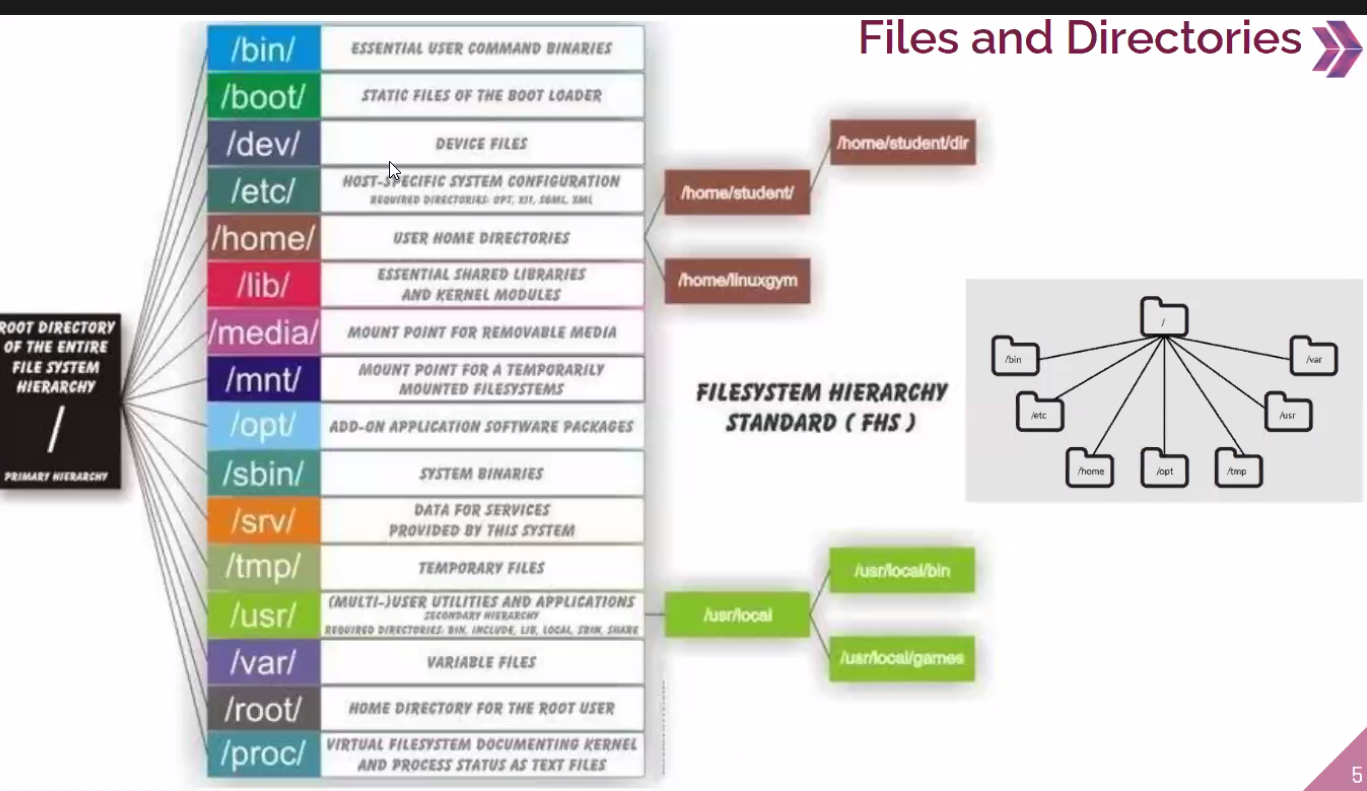 Files and Directories
ROOT DIRECTORY
OF THE ENTIRE
FILE SYSTEM
HIERARCHY
/
PRIMARY HIERARCHY
/bin/
ESSENTIAL USER COMMAND BINARIES
/boot/
STATIC FILES OF THE BOOT LOADER
/dev/
DEVICE FILES
/etc/
HOST-SPECIFIC SYSTEM CONFIGURATION
REQUIRED DIRECTORIES: OPT, X11, SGML, XML
/home/
USER HOME DIRECTORIES
/lib/
ESSENTIAL SHARED LIBRARIES
AND KERNEL MODULES
/media/
MOUNT POINT FOR REMOVABLE MEDIA
/mnt/
MOUNT POINT FOR A TEMPORARILY
MOUNTED FILESYSTEMS
/opt/
ADD-ON APPLICATION SOFTWARE PACKAGES
/sbin/
SYSTEM BINARIES
/srv/
DATA FOR SERVICES
PROVIDED BY THIS SYSTEM
/tmp/
TEMPORARY FILES
/usr/
(MULTI-)USER UTILITIES AND APPLICATIONS
SECONDARY HIERARCHY
REQUIRED DIRECTORIES: BIN, INCLUDE, LIB, LOCAL, SBIN, SHARE
/var/
VARIABLE FILES
/root/
HOME DIRECTORY FOR THE ROOT USER
/proc/
VIRTUAL FILESYSTEM DOCUMENTING KERNEL
AND PROCESS STATUS AS TEXT FILES
/home/student/
/home/student/dir
/home/linuxgym
FILESYSTEM HIERARCHY
STANDARD ( FHS )
/usr/local
/usr/local/bin
/usr/local/games
/
/bin
/var
/etc
/usr
/home
/opt
/tmp
5